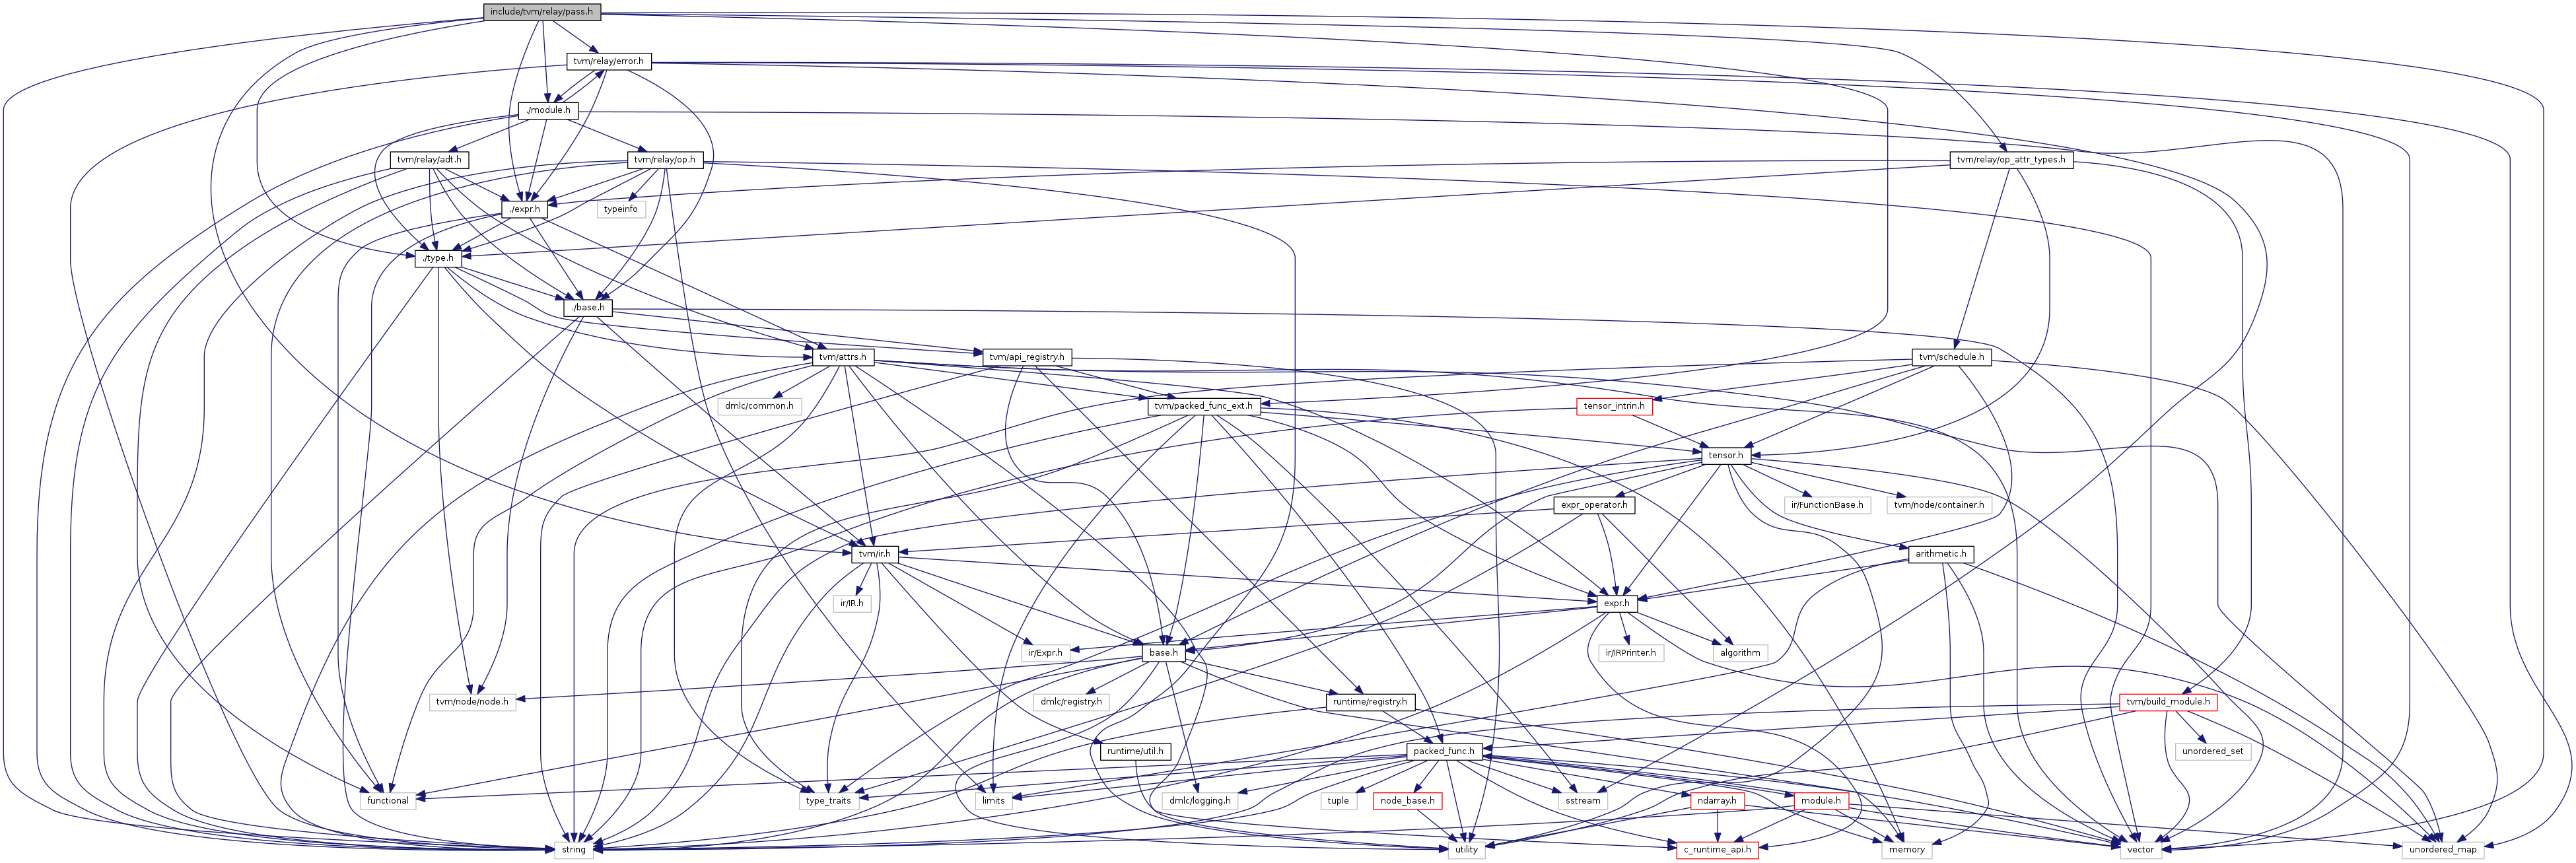 include/tvm/relay/pass.h
tvm/relay/error.h
./module.h
tvm/relay/adt.h
tvm/relay/op.h
tvm/relay/op_attr_types.h
./expr.h
typeinfo
./type.h
./base.h
tvm/attrs.h
tvm/api_registry.h
tvm/schedule.h
dmlc/common.h
tvm/packed_func_ext.h
tensor_intrin.h
tensor.h
expr_operator.h
ir/FunctionBase.h
tvm/node/container.h
tvm/ir.h
arithmetic.h
ir/IR.h
expr.h
ir/Expr.h
base.h
ir/IRPrinter.h
algorithm
tvm/node/node.h
dmlc/registry.h
runtime/registry.h
tvm/build_module.h
runtime/util.h
packed_func.h
unordered_set
functional
type_traits
limits
dmlc/logging.h
tuple
node_base.h
sstream
ndarray.h
module.h
string
utility
c_runtime_api.h
memory
vector
unordered_map